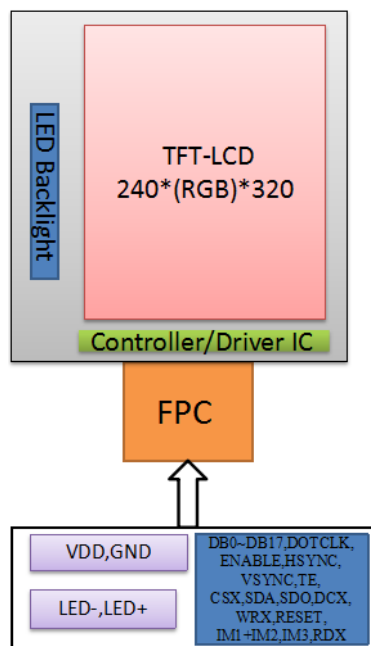 LED Backlight
TFT-LCD
240*(RGB)*320
Controller/Driver IC
FPC
VDD,GND
LED-,LED+
DB0~DB17,DOTCLK,
ENABLE,HSYNC,
VSYNC,TE,
CSX,SDA,SDO,DCX,
WRX,RESET,
IM1+IM2,IM3,RDX